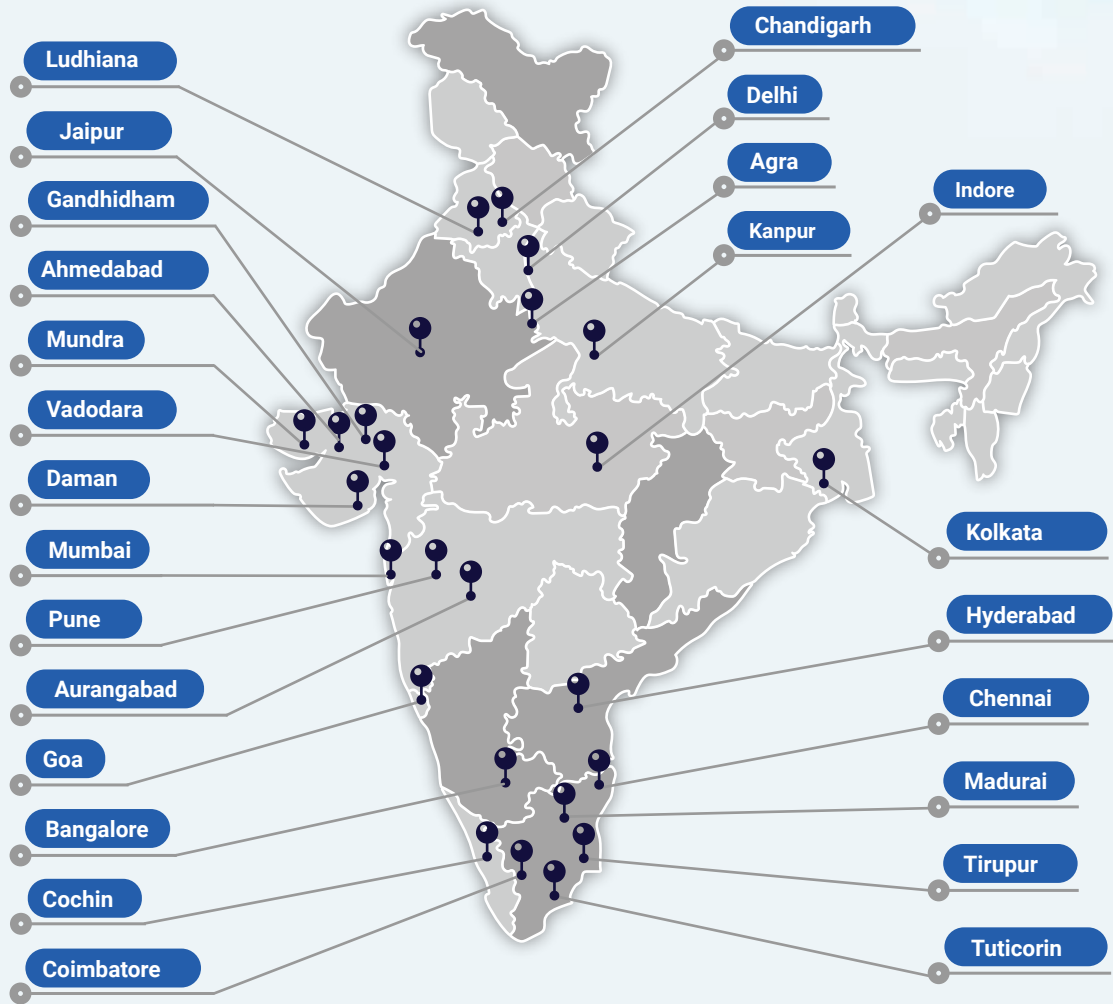 Ludhiana
Jaipur
Gandhidham
Ahmedabad
Mundra
Vadodara
Daman
Mumbai
Pune
Aurangabad
Goa
Bangalore
Cochin
Coimbatore
Chandigarh
Delhi
Agra
Kanpur
Indore
Kolkata
Hyderabad
Chennai
Madurai
Tirupur
Tuticorin